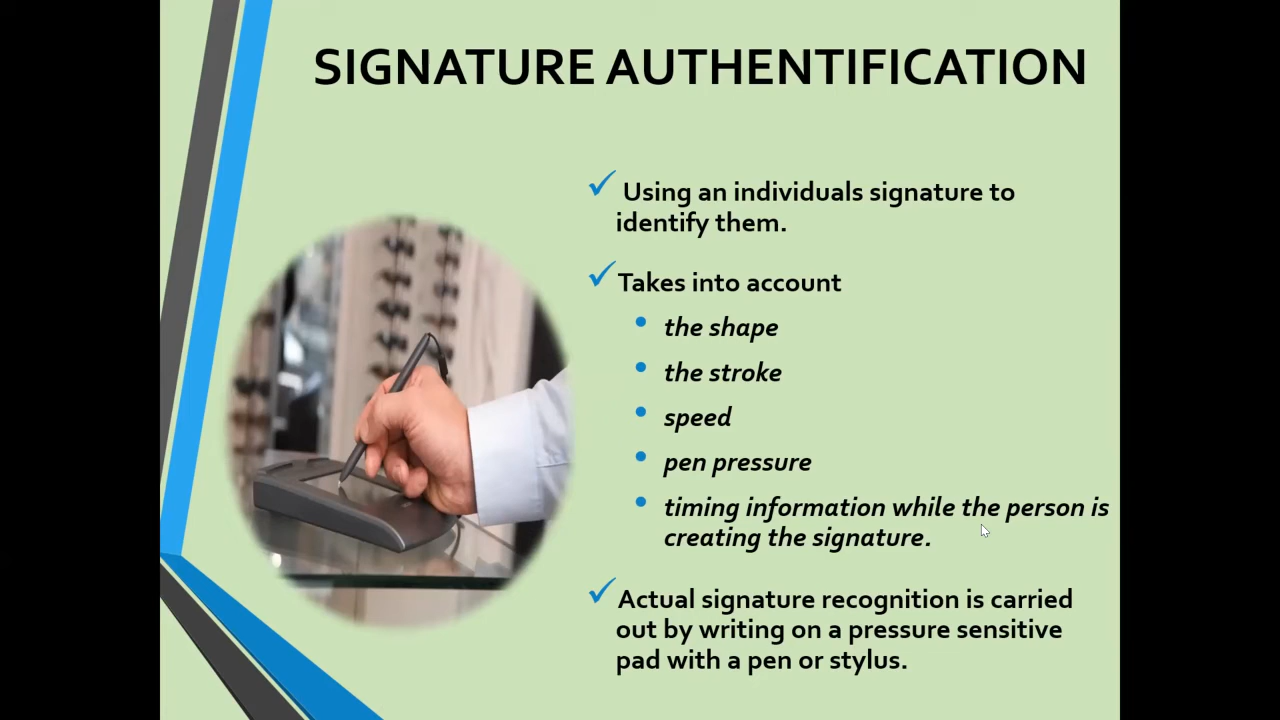 SIGNATURE AUTHENTIFICATION
Using an individuals signature to
identify them.
Takes into account
the shape
the stroke
speed
pen pressure
timing information while the person is
creating the signature.
Actual signature recognition is carried
out by writing on a pressure sensitive
pad with a pen or stylus.